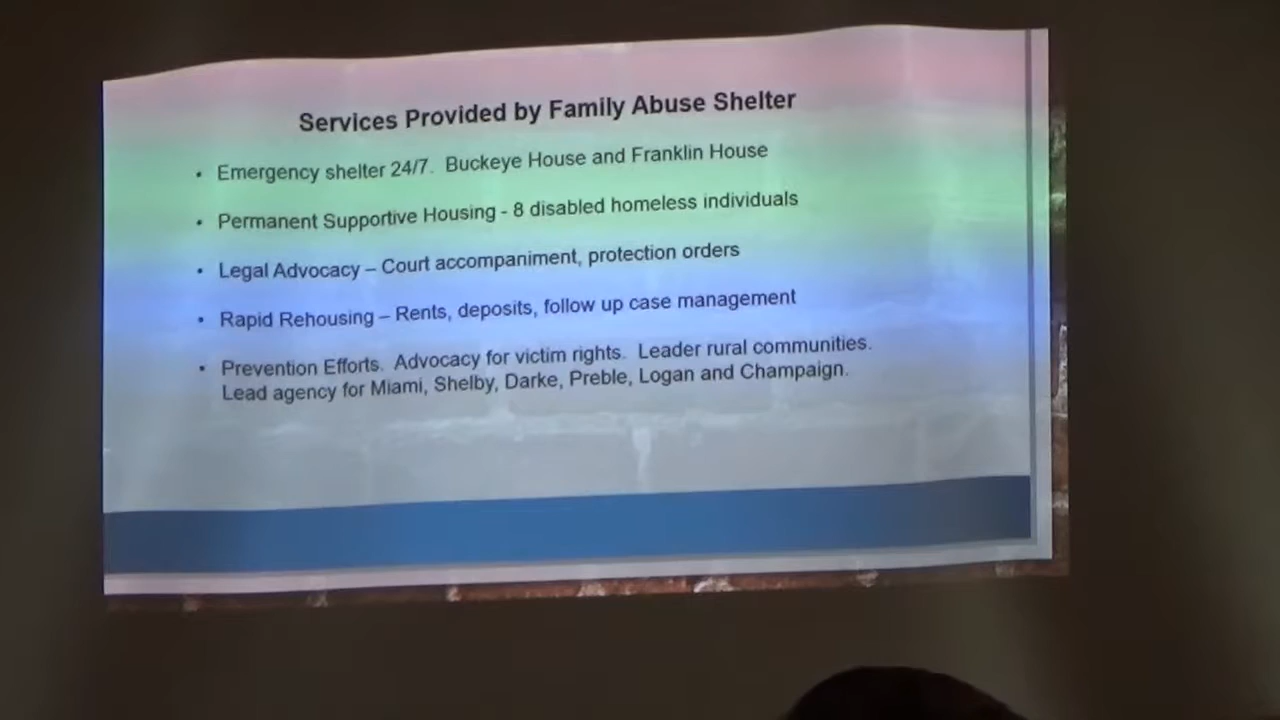 Services Provided by Family Abuse Shelter
• Emergency shelter 24/7. Buckeye House and Franklin House
• Permanent Supportive Housing - 8 disabled homeless individuals
• Legal Advocacy – Court accompaniment, protection orders
• Rapid Rehousing – Rents, deposits, follow up case management
• Prevention Efforts. Advocacy for victim rights. Leader rural communities.
Lead agency for Miami, Shelby, Darke, Preble, Logan and Champaign.